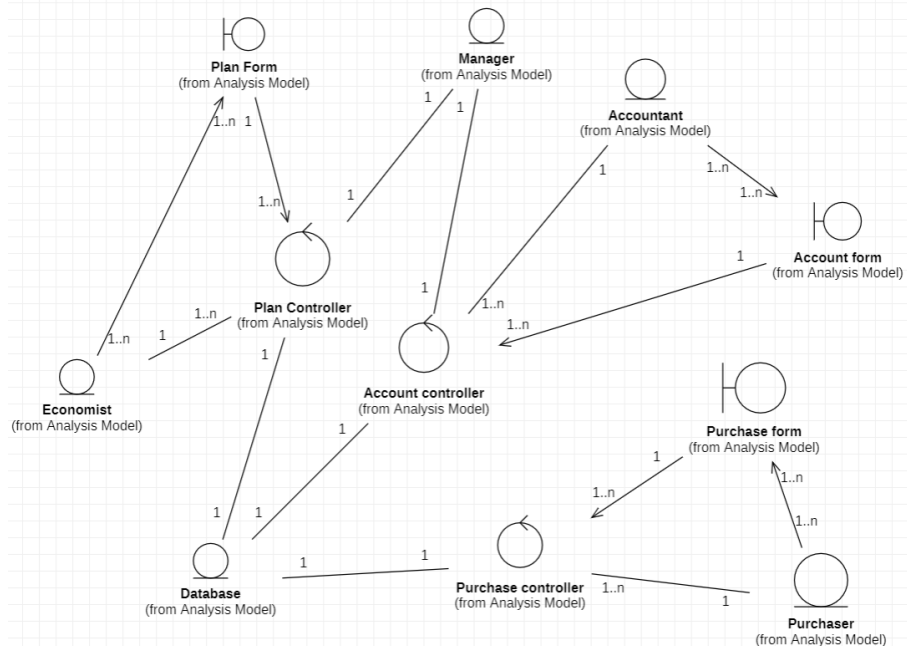 Plan Form
(from Analysis Model)
Manager
(from Analysis Model)
Accountant
(from Analysis Model)
1..n 1
1
1
1
1..n
1..n
1..n
1
1
Account form
(from Analysis Model)
Plan Controller
(from Analysis Model)
1
1..n
1..n
1..n
1
1..n
1
Economist
(from Analysis Model)
Account controller
(from Analysis Model)
1
Purchase form
(from Analysis Model)
1
1..n
1..n
1..n
1
1
1
1
Database
(from Analysis Model)
Purchase controller
(from Analysis Model)
1..n
1
Purchaser
(from Analysis Model)